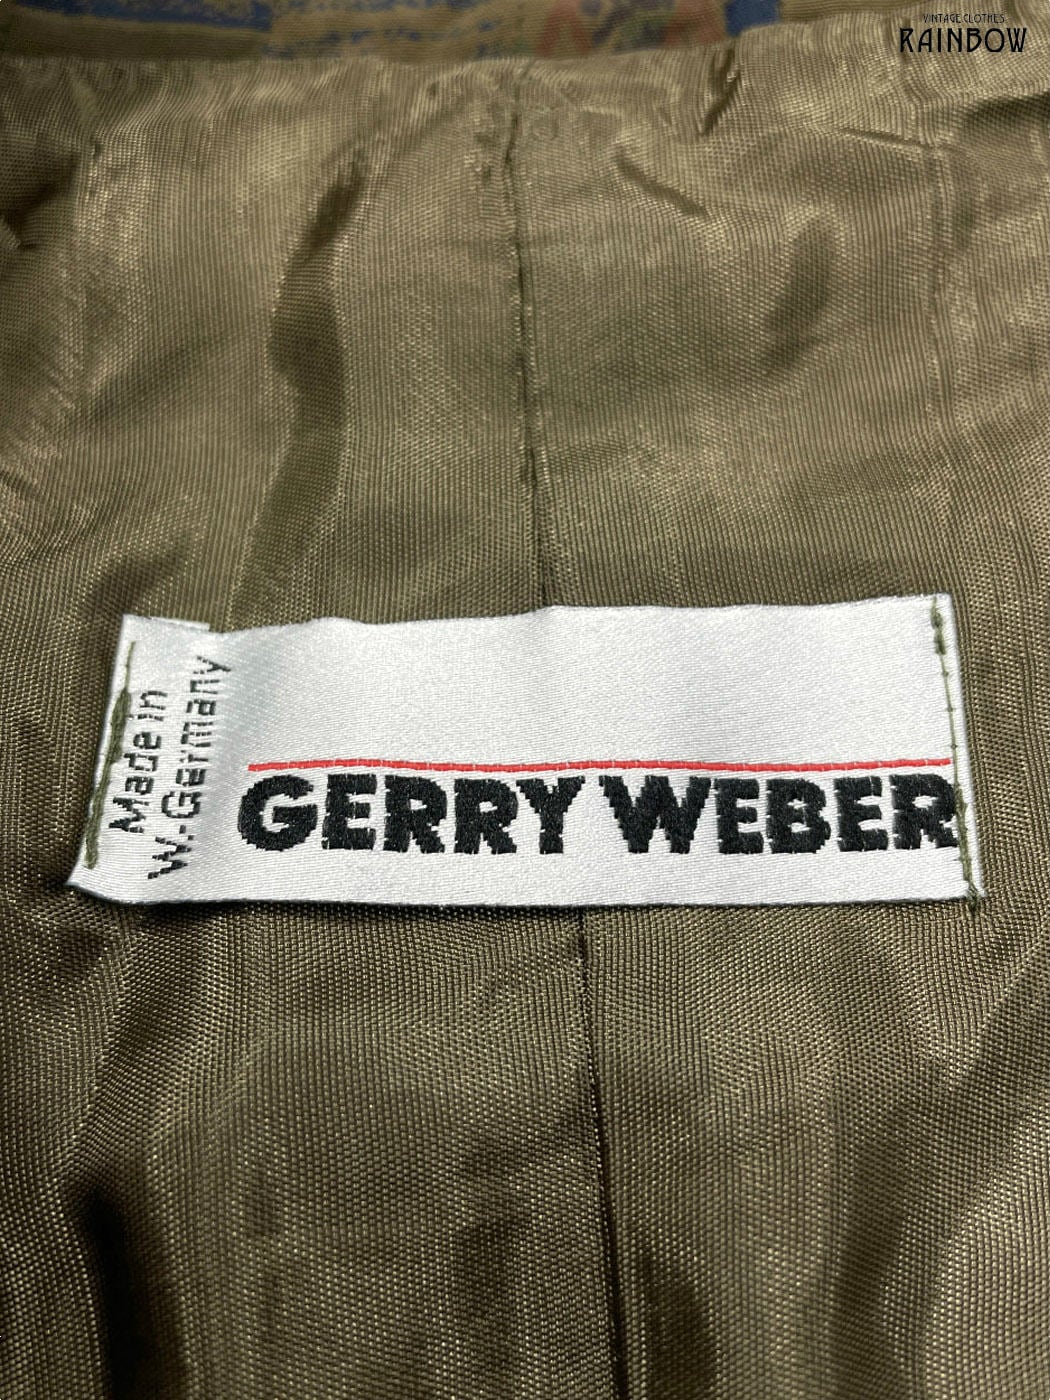 VINTAGE CLOTHES
RAINBOW
Made in
W.-Germany
GERRY WEBER